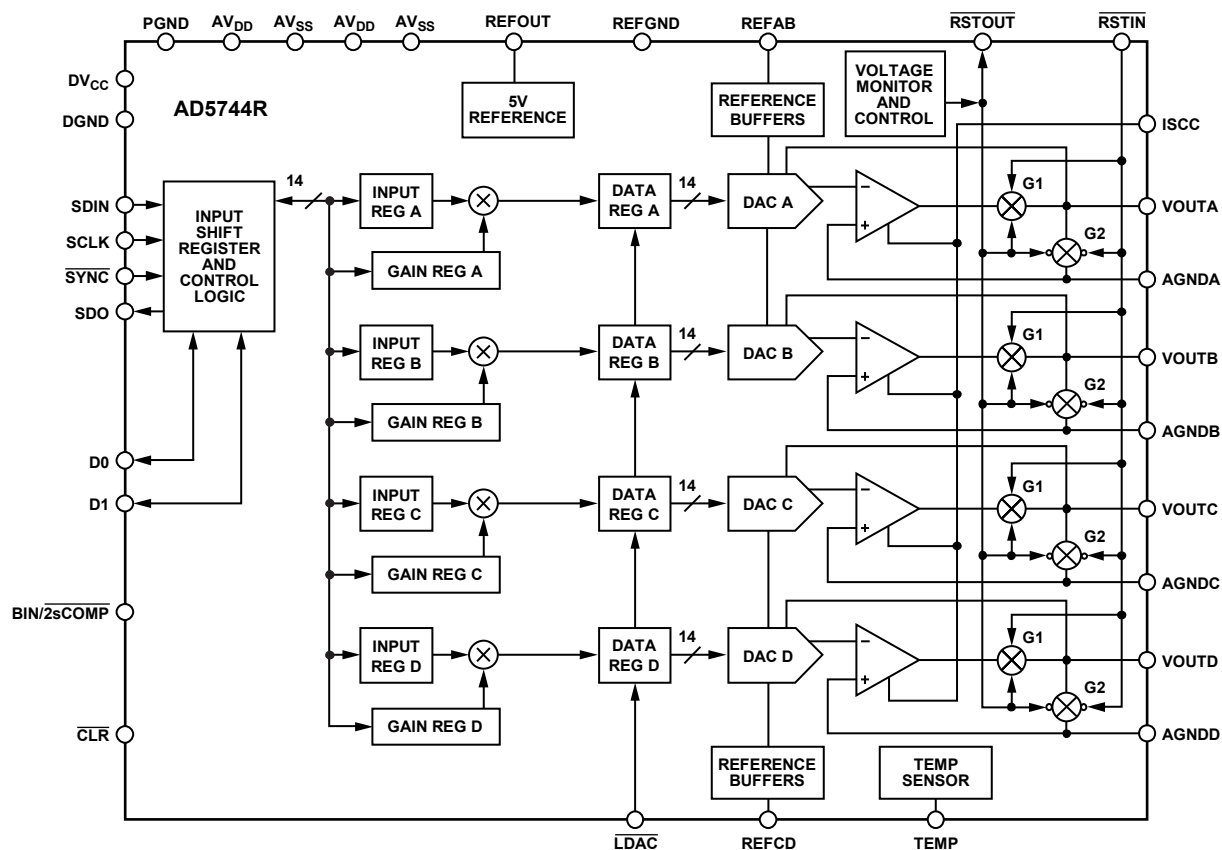 PGND AVDD AVSS AVDD AVSS REFOUT REFGND REFAB RSTOUT RSTIN
DVCC
DGND
AD5744R
5V
REFERENCE
REFERENCE
BUFFERS
VOLTAGE
MONITOR
AND
CONTROL
ISCC
SDIN
SCLK
SYNC
SDO
INPUT
SHIFT
REGISTER
AND
CONTROL
LOGIC
14
INPUT
REG A
GAIN REG A
DATA
REG A
14
DAC A
G1
G2
VOUTA
AGNDA
INPUT
REG B
GAIN REG B
DATA
REG B
14
DAC B
G1
G2
VOUTB
AGNDB
D0
D1
INPUT
REG C
GAIN REG C
DATA
REG C
14
DAC C
G1
G2
VOUTC
AGNDC
BIN/2sCOMP
CLR
INPUT
REG D
GAIN REG D
DATA
REG D
14
DAC D
G1
G2
VOUTD
AGNDD
REFERENCE
BUFFERS
TEMP
SENSOR
LDAC REFCD TEMP